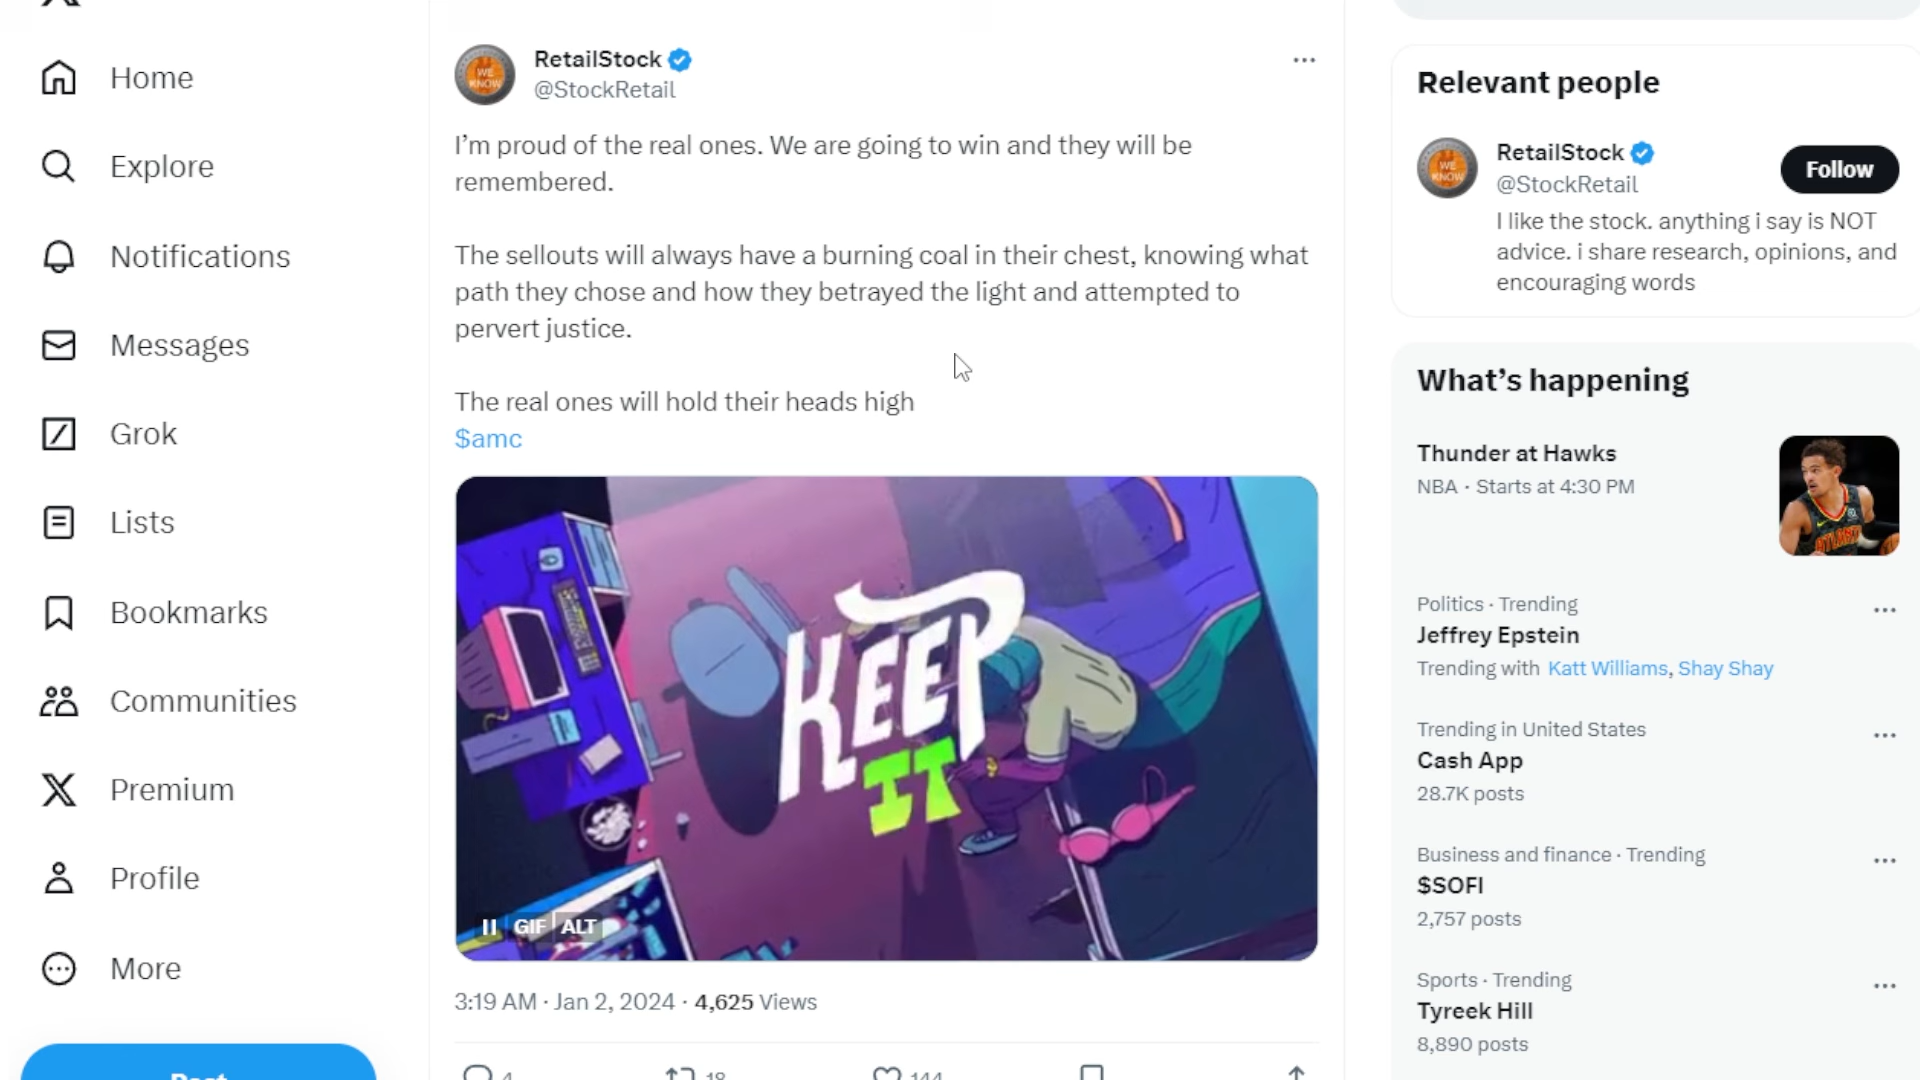 Home
Explore
Notifications
Messages
Grok
Lists
Bookmarks
Communities
Premium
Profile
More
Post
WE
KNOW
RetailStock
@StockRetail
I’m proud of the real ones. We are going to win and they will be
remembered.
The sellouts will always have a burning coal in their chest, knowing what
path they chose and how they betrayed the light and attempted to
pervert justice.
The real ones will hold their heads high
$amc
KEEP
IT
GIF ALT
3:19 AM · Jan 2, 2024 · 4,625 Views
4 18 144
Relevant people
WE
KNOW
RetailStock
@StockRetail
Follow
I like the stock. anything i say is NOT
advice. i share research, opinions, and
encouraging words
What’s happening
Thunder at Hawks
NBA · Starts at 4:30 PM
Politics · Trending
Jeffrey Epstein
Trending with Katt Williams, Shay Shay
Trending in United States
Cash App
28.7K posts
Business and finance · Trending
$SOFI
2,757 posts
Sports · Trending
Tyreek Hill
8,890 posts